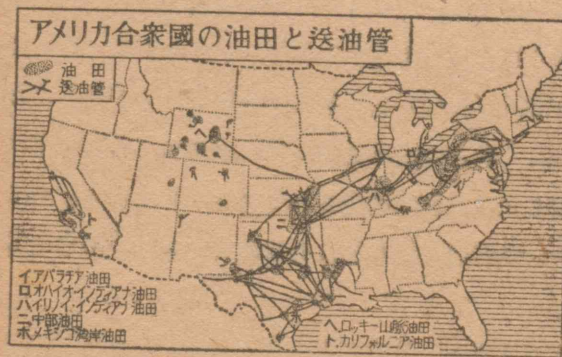 アメリカ合衆國の油田と送油管
油田
送油管
イ.アパラチア油田
ロ.オハイオ・インディアナ油田
ハ.イリノイ・インディアナ油田
ニ.中部油田
ホ.メキシコ湾岸油田
ヘ.ロッキー山脈油田
ト.カリフォルニア油田